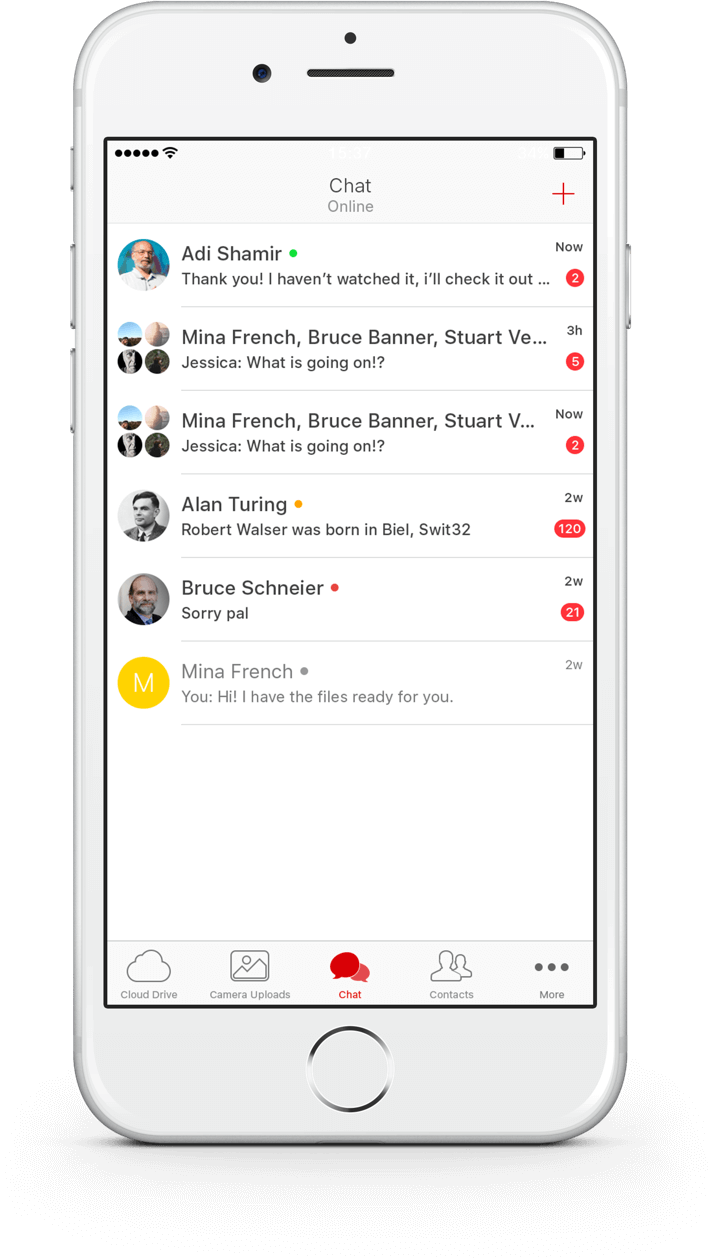 15:37
Chat
Online
Adi Shamir
Now
Thank you! I haven’t watched it, i’ll check it out ...
2
Mina French, Bruce Banner, Stuart Ve...
3h
Jessica: What is going on!?
5
Mina French, Bruce Banner, Stuart V...
Now
Jessica: What is going on!?
2
Alan Turing
2w
Robert Walser was born in Biel, Swit32
120
Bruce Schneier
2w
Sorry pal
21
M
Mina French
2w
You: Hi! I have the files ready for you.
Cloud Drive
Camera Uploads
Chat
Contacts
More